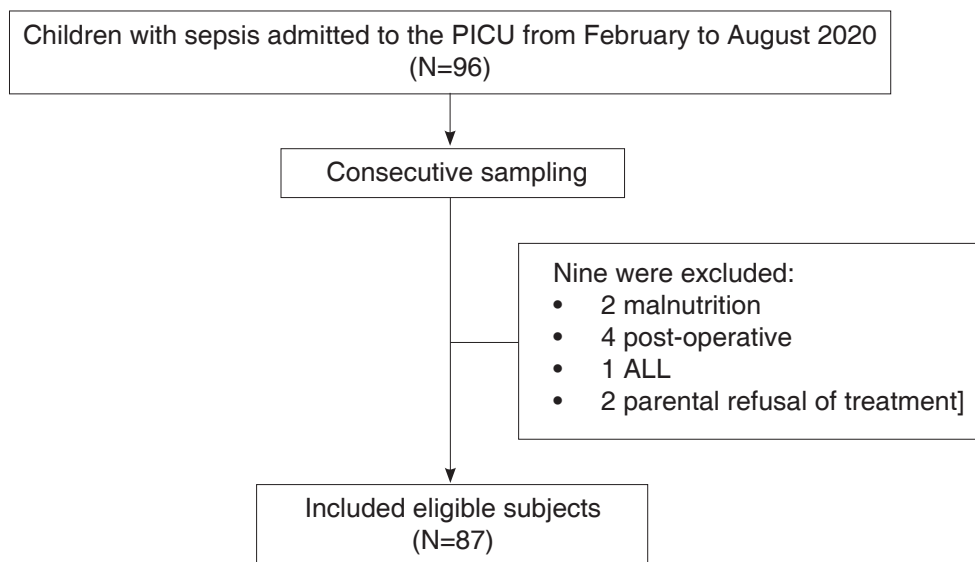 Children with sepsis admitted to the PICU from February to August 2020
(N=96)
Consecutive sampling
Nine were excluded:
• 2 malnutrition
• 4 post-operative
• 1 ALL
• 2 parental refusal of treatment]
Included eligible subjects
(N=87)